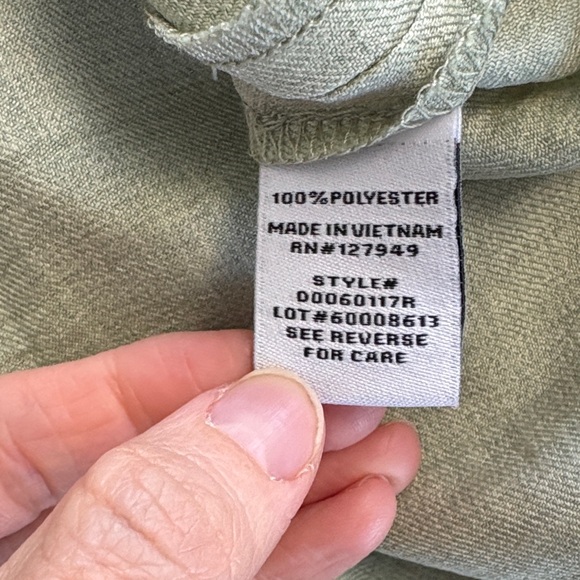 100% POLYESTER
MADE IN VIETNAM
RN#127949
STYLE#
D0060117R
LOT#60008613
SEE REVERSE
FOR CARE